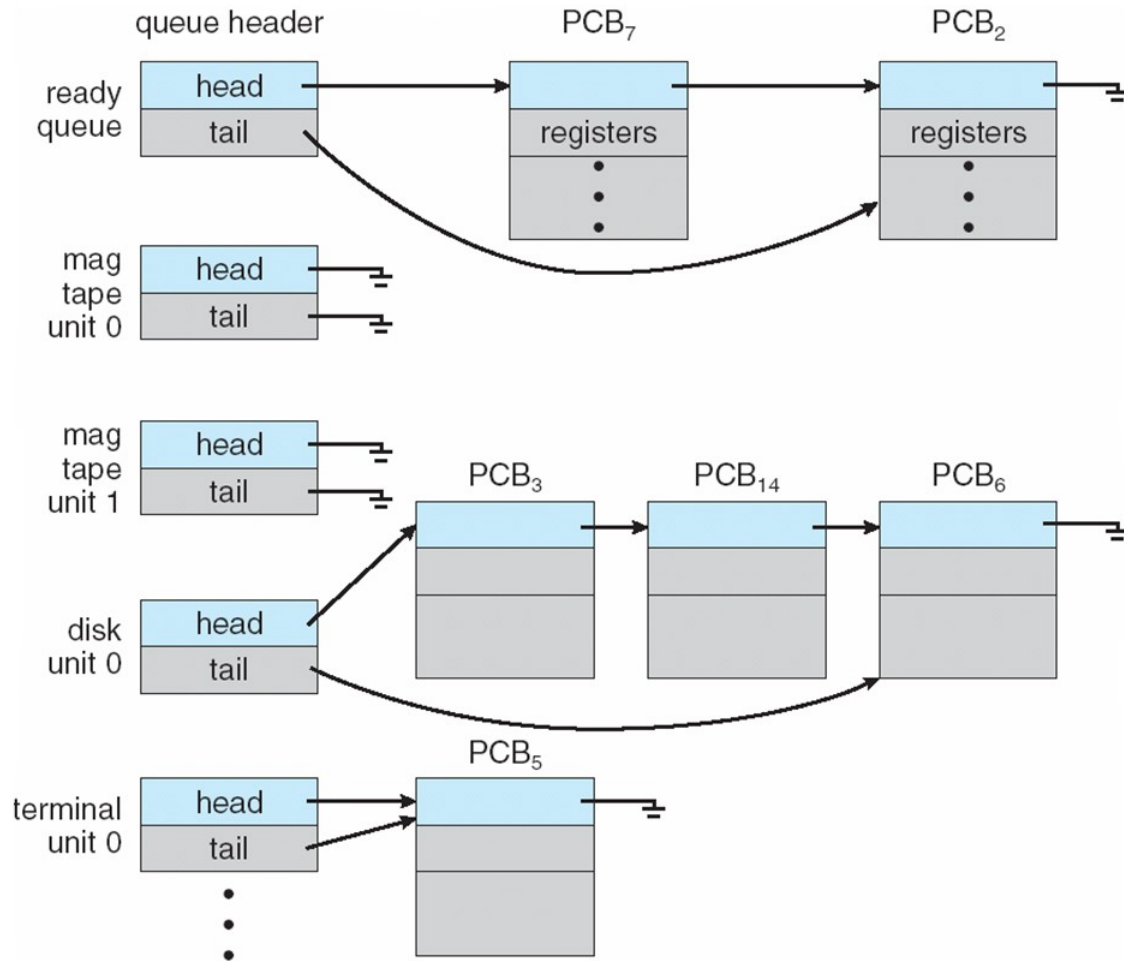 queue header
PCB₇
PCB₂
ready
queue
head
tail
registers
registers
mag
tape
unit 0
head
tail
mag
tape
unit 1
head
tail
PCB₃
PCB₁₄
PCB₆
disk
unit 0
head
tail
PCB₅
terminal
unit 0
head
tail